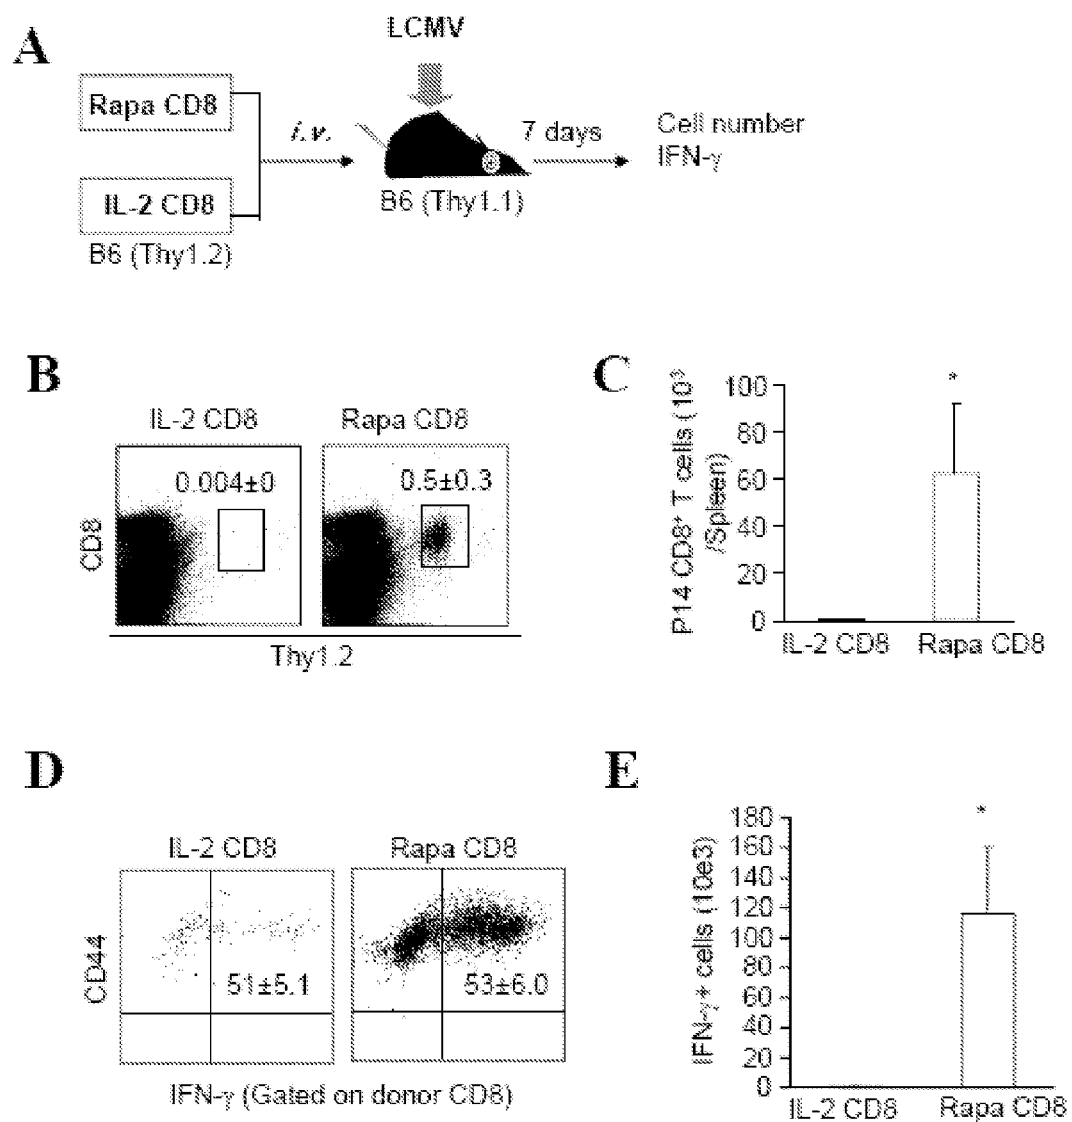 A
LCMV
Rapa CD8
i.v.
7 days
Cell number
IFN-γ
IL-2 CD8
B6 (Thy1.1)
B6 (Thy1.2)
B
IL-2 CD8
Rapa CD8
0.004±0
0.5±0.3
CD8
Thy1.2
C
P14 CD8⁺ T cells (10³
/Spleen)
100
80
60
40
20
0
*
IL-2 CD8
Rapa CD8
D
IL-2 CD8
Rapa CD8
51±5.1
53±6.0
CD44
IFN-γ (Gated on donor CD8)
E
IFN-γ+ cells (10e3)
180
160
140
120
100
80
60
40
20
0
*
IL-2 CD8
Rapa CD8